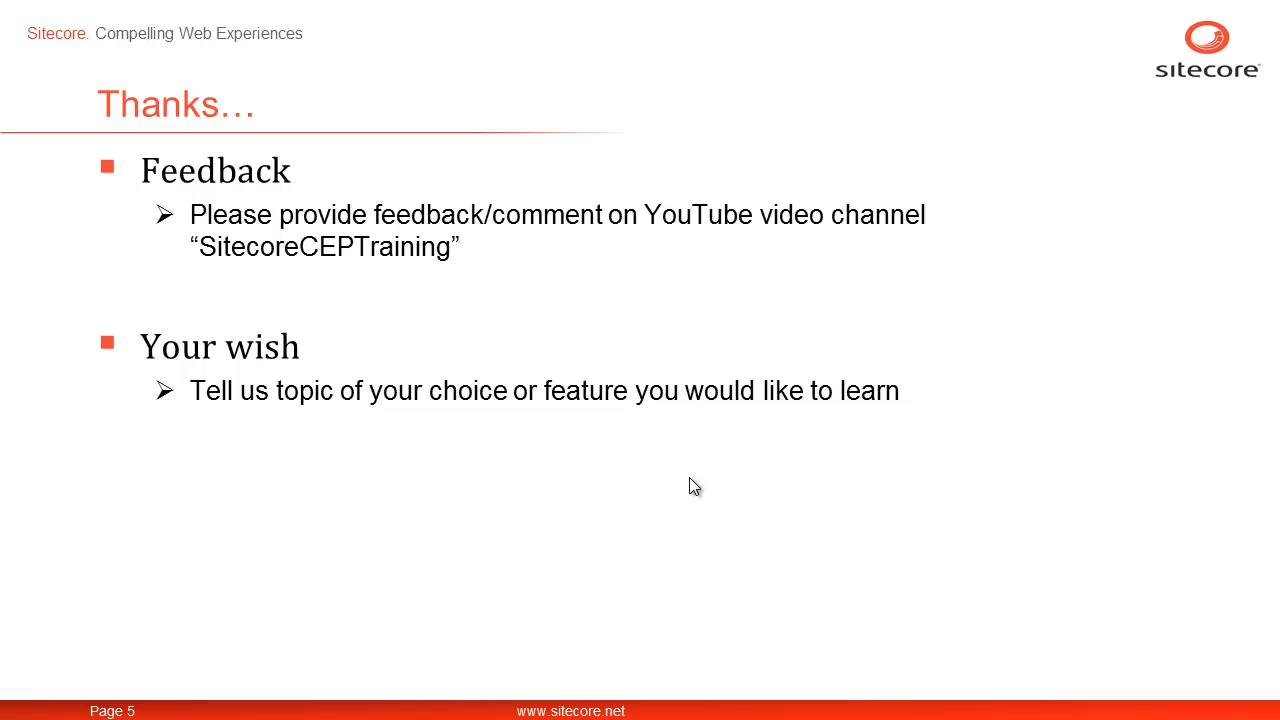 Sitecore. Compelling Web Experiences
sitecore
Thanks…
Feedback
Please provide feedback/comment on YouTube video channel
“SitecoreCEPTraining”
Your wish
Tell us topic of your choice or feature you would like to learn
Page 5
www.sitecore.net